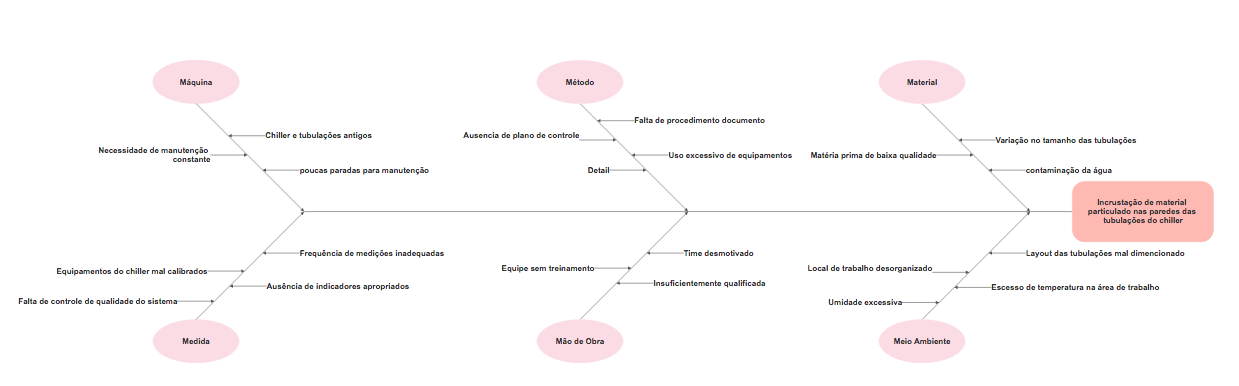 Máquina
Método
Material
Falta de procedimento documento
Chiller e tubulações antigos
Ausencia de plano de controle
Variação no tamanho das tubulações
Necessidade de manutenção
constante
Uso excessivo de equipamentos
Matéria prima de baixa qualidade
poucas paradas para manutenção
Detail
contaminação da água
Incrustação de material
particulado nas paredes das
tubulações do chiller
Frequência de medições inadequadas
Time desmotivado
Layout das tubulações mal dimencionado
Equipamentos do chiller mal calibrados
Equipe sem treinamento
Local de trabalho desorganizado
Ausência de indicadores apropriados
Insuficientemente qualificada
Escesso de temperatura na área de trabalho
Falta de controle de qualidade do sistema
Umidade excessiva
Medida
Mão de Obra
Meio Ambiente